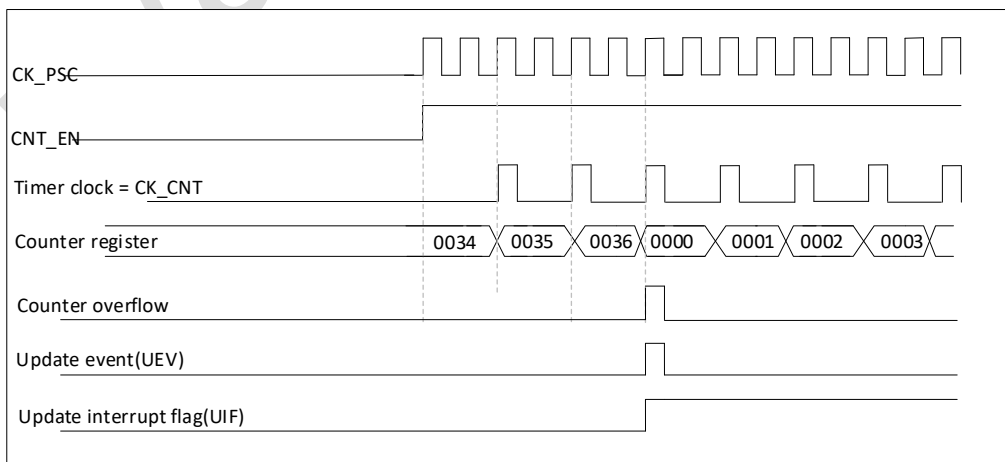 CK_PSC
CNT_EN
Timer clock = CK_CNT
Counter register
0034 0035 0036 0000 0001 0002 0003
Counter overflow
Update event(UEV)
Update interrupt flag(UIF)